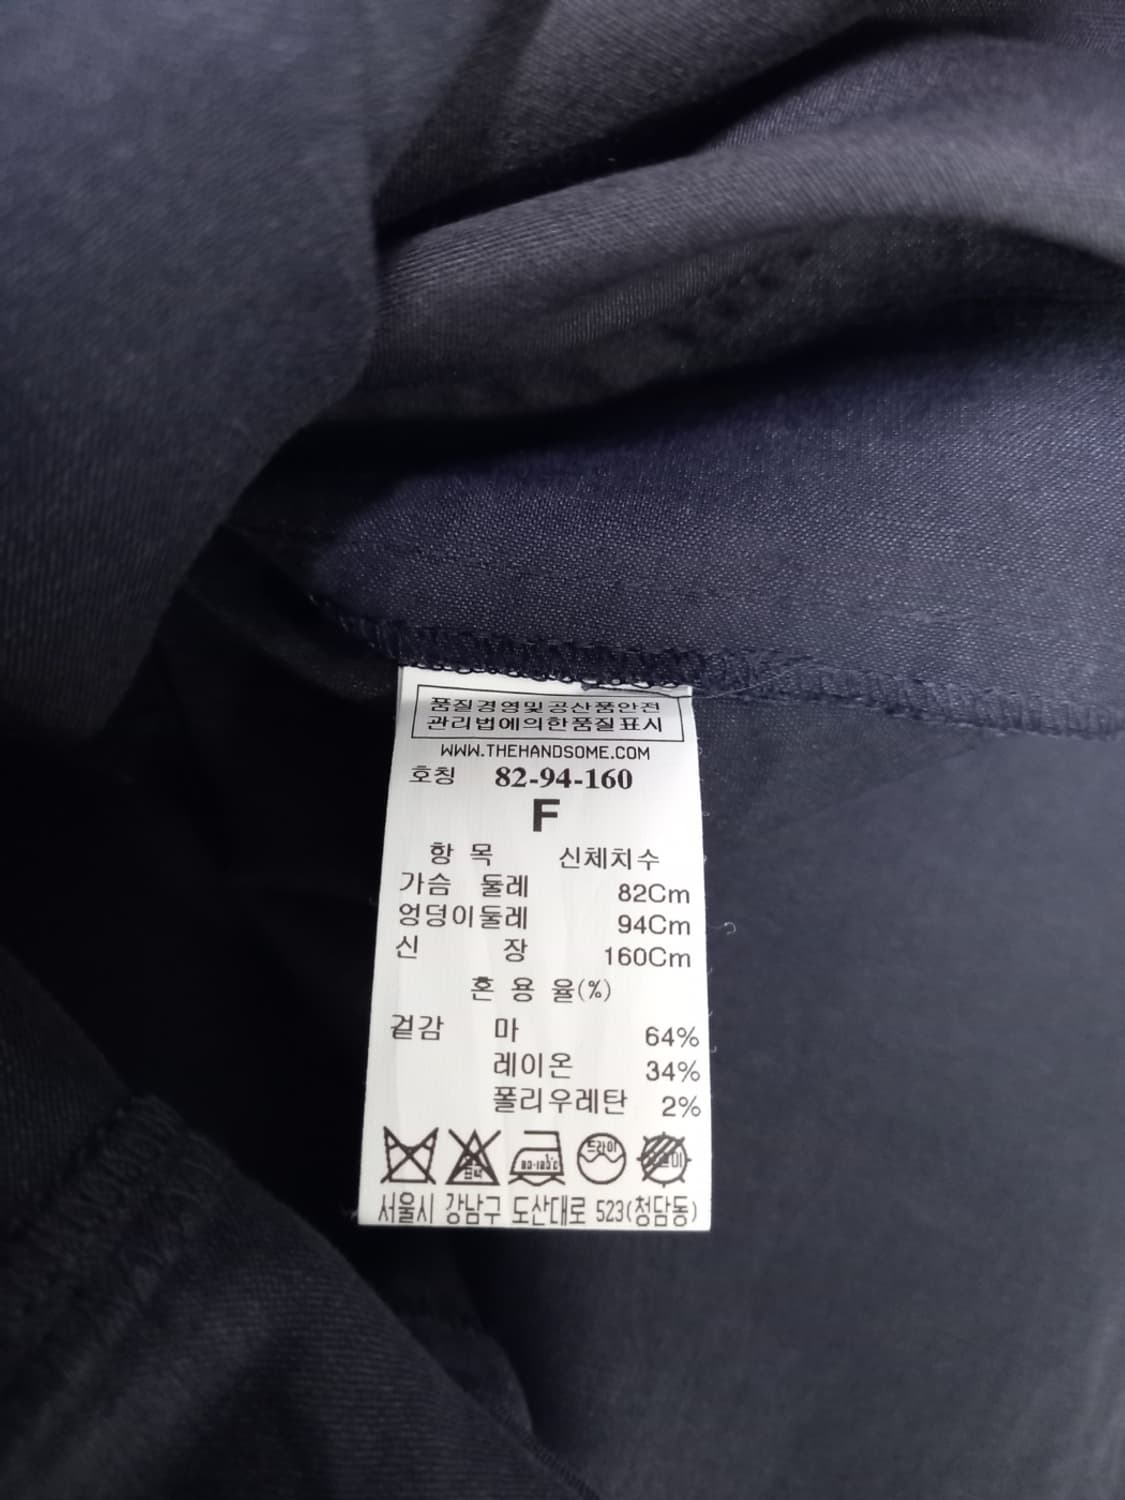 품질경영및공산품안전
관리법에의한품질표시
WWW.THEHANDSOME.COM
호칭 82-94-160
F
항 목 신체치수
가슴 둘레 82Cm
엉덩이둘레 94Cm
신 장 160Cm
혼 용 율(%)
겉감 마 64%
레이온 34%
폴리우레탄 2%
드라이
서울시 강남구 도산대로 523(청담동)